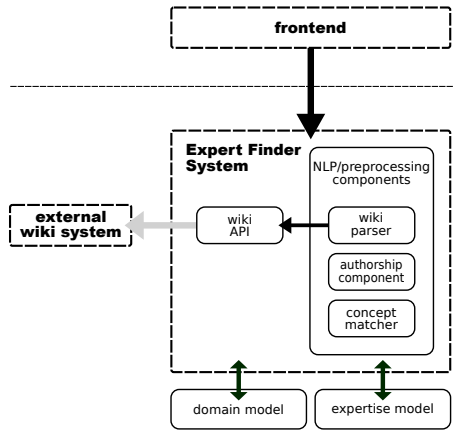 frontend
Expert Finder
System
NLP/preprocessing
components
external
wiki system
wiki
API
wiki
parser
authorship
component
concept
matcher
domain model
expertise model